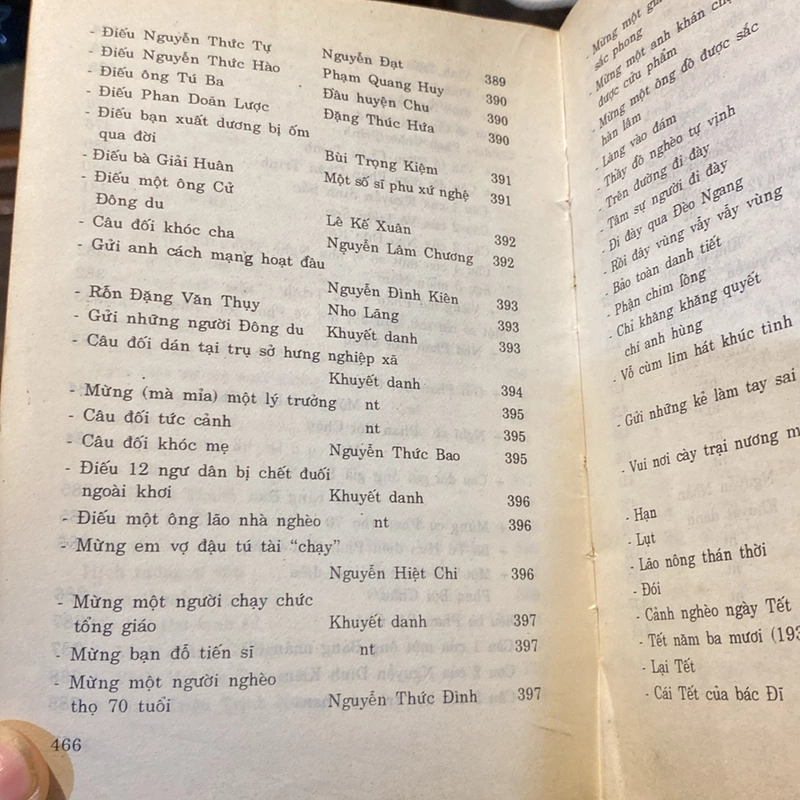 - Điếu Nguyễn Thức Tự Nguyễn Đạt 389
- Điếu Nguyễn Thức Hào Phạm Quang Huy 390
- Điếu ông Tú Ba Đầu huyện Chu 390
- Điếu Phan Doãn Lược Đặng Thúc Hứa 390
- Điếu bạn xuất dương bị ốm
qua đời Bùi Trọng Kiệm 391
- Điếu bà Giải Huân Một số sĩ phu xứ nghệ 391
- Điếu một ông Cử
Đông du Lê Kế Xuân 392
- Câu đối khóc cha Nguyễn Lâm Chương 392
- Gửi anh cách mạng hoạt đầu
Nguyễn Đình Kiên 393
- Rỗn Đặng Văn Thụy Nho Lãng 393
- Gửi những người Đông du Khuyết danh 393
- Câu đối dán tại trụ sở hưng nghiệp xã
Khuyết danh 394
- Mừng (mà mỉa) một lý trưởng nt 395
- Câu đối tức cảnh nt 395
- Câu đối khóc mẹ Nguyễn Thức Bao 395
- Điếu 12 ngư dân bị chết đuối
ngoài khơi Khuyết danh 396
- Điếu một ông lão nhà nghèo nt 396
- Mừng em vợ đậu tú tài “chạy”
Nguyễn Hiệt Chi 396
- Mừng một người chạy chức
tổng giáo Khuyết danh 397
- Mừng bạn đỗ tiến sĩ nt 397
- Mừng một người nghèo
thọ 70 tuổi Nguyễn Thức Đình 397
466
- Mừng một
sắc phong
- Mừng một anh khán
được cửu phẩm
- Mừng một ông đồ được sắc
hàn lâm
- Làng vào đám
- Thầy đồ nghèo tự vịnh
- Trên đường đi đày
- Tâm sự người đi đày
- Đi đày qua Đèo Ngang
- Rồi đây vùng vẫy vẫy vùng
- Bảo toàn danh tiết
- Phận chim lồng
- Chỉ khăng khăng quyết
chí anh hùng
- Vỗ cùm lim hát khúc tình
- Gửi những kẻ làm tay sai
- Vui nơi cày trại nương
- Hạn
- Lụt
- Lão nông thán thời
- Đói
- Cảnh nghèo ngày Tết
- Tết năm ba mươi (193
- Lại Tết
- Cái Tết của bác Đĩ